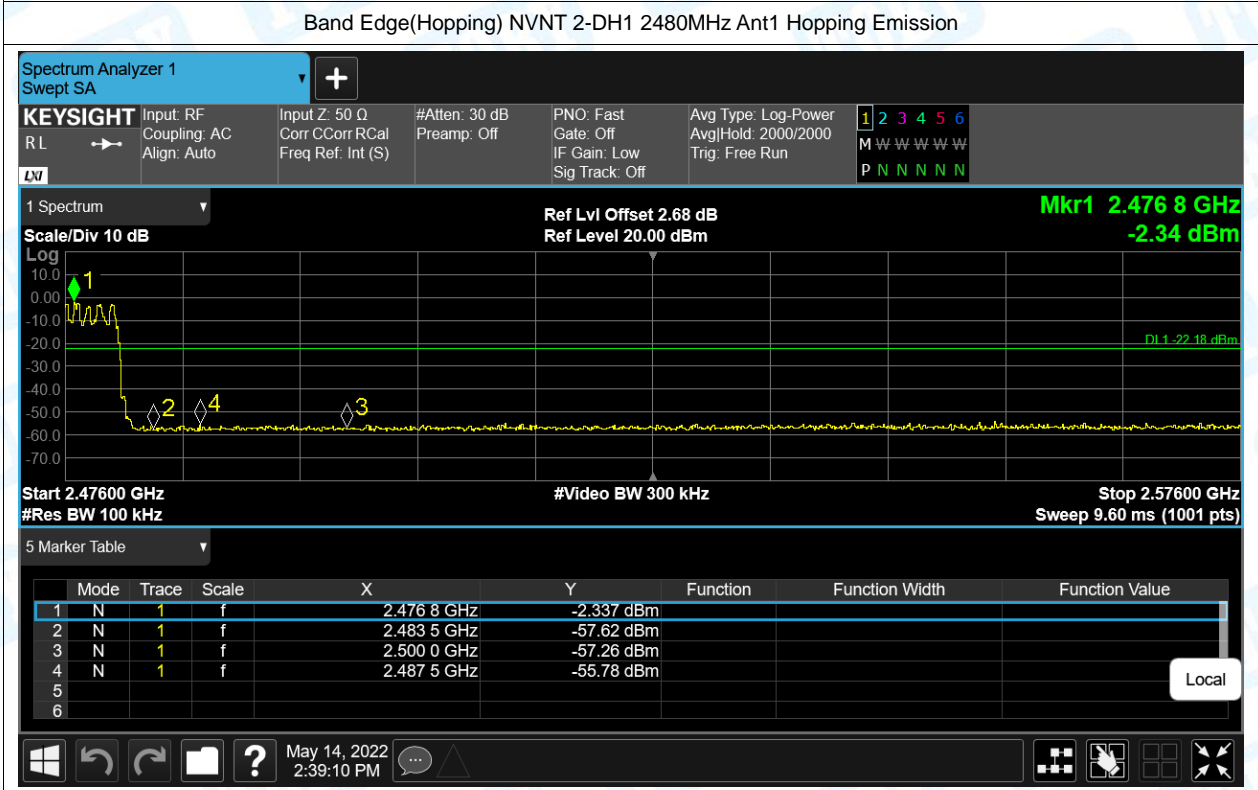 Band Edge(Hopping) NVNT 2-DH1 2480MHz Ant1 Hopping Emission
Spectrum Analyzer 1
Swept SA
KEYSIGHT
R L
LXI
Input: RF
Coupling: AC
Align: Auto
Input Z: 50 Ω
Corr CCorr RCal
Freq Ref: Int (S)
#Atten: 30 dB
Preamp: Off
PNO: Fast
Gate: Off
IF Gain: Low
Sig Track: Off
Avg Type: Log-Power
Avg|Hold: 2000/2000
Trig: Free Run
1 2 3 4 5 6
M W W W W W
P N N N N N
1 Spectrum
Scale/Div 10 dB
Ref Lvl Offset 2.68 dB
Ref Level 20.00 dBm
Mkr1 2.476 8 GHz
-2.34 dBm
Log
10.0
0.00
-10.0
-20.0
-30.0
-40.0
-50.0
-60.0
-70.0
1
2
4
3
DL1 -22.18 dBm
Start 2.47600 GHz
#Video BW 300 kHz
Stop 2.57600 GHz
#Res BW 100 kHz
Sweep 9.60 ms (1001 pts)
5 Marker Table
Mode Trace Scale X Y Function Function Width Function Value
1 N 1 f 2.476 8 GHz -2.337 dBm
2 N 1 f 2.483 5 GHz -57.62 dBm
3 N 1 f 2.500 0 GHz -57.26 dBm
4 N 1 f 2.487 5 GHz -55.78 dBm
5
6
Local
?
May 14, 2022
2:39:10 PM